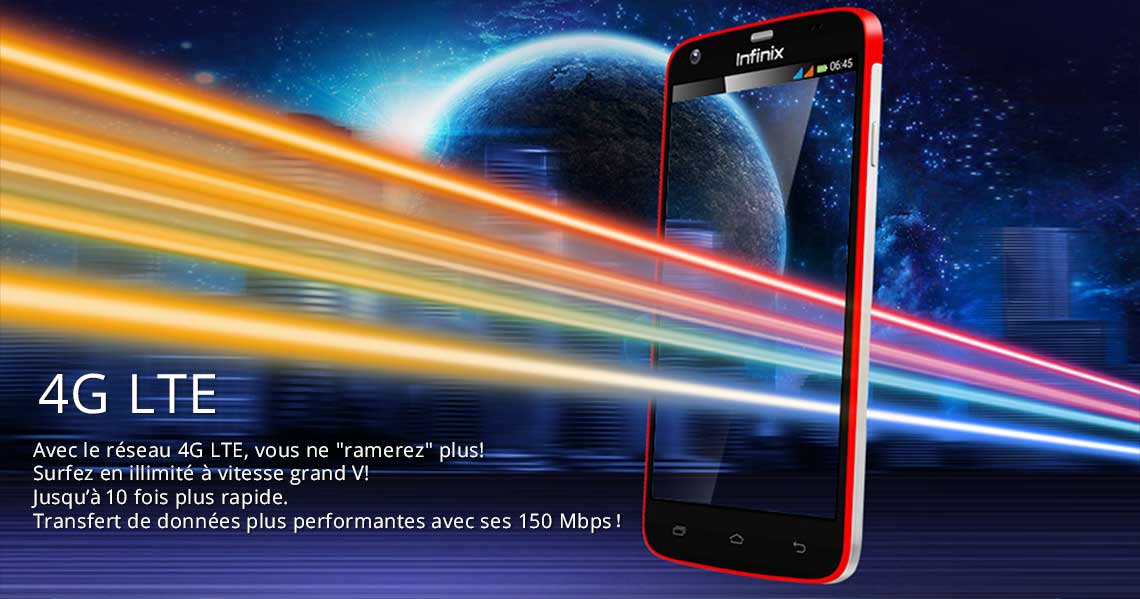 Infinix
06:45
4G LTE
Avec le réseau 4G LTE, vous ne "ramerez" plus!
Surfez en illimité à vitesse grand V!
Jusqu’à 10 fois plus rapide.
Transfert de données plus performantes avec ses 150 Mbps !